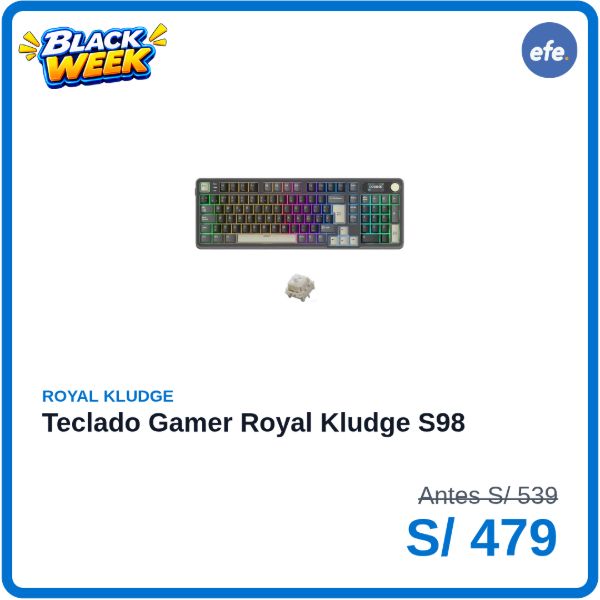 BLACK
WEEK
efe.
ROYAL KLUDGE
Teclado Gamer Royal Kludge S98
Antes S/ 539
S/ 479